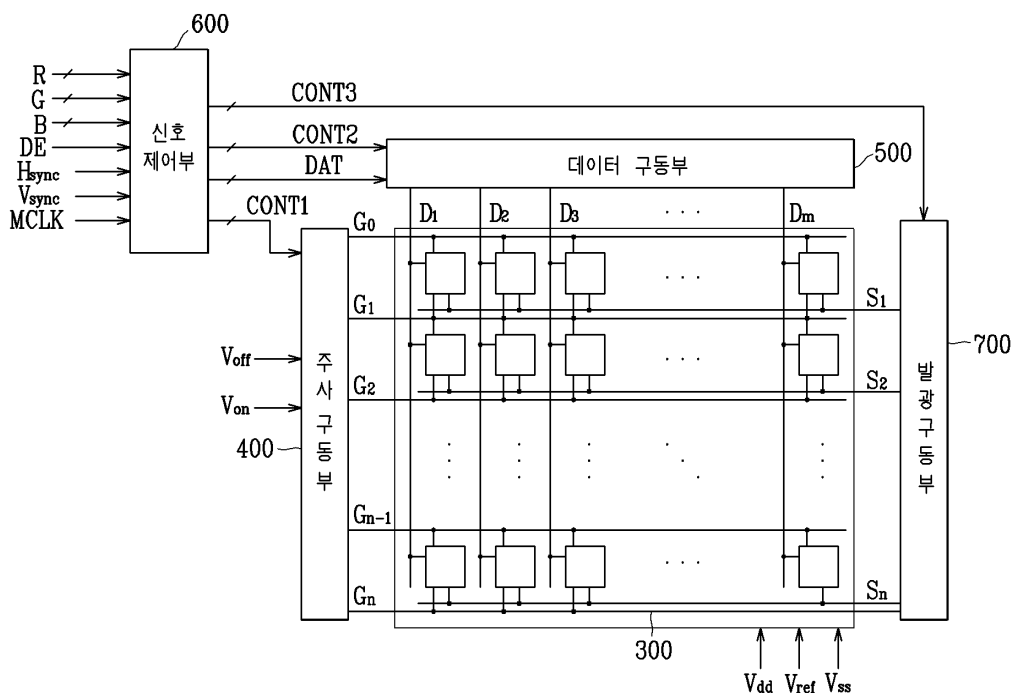 600
R
G
B
DE
Hsync
Vsync
MCLK
신호
제어부
CONT3
CONT2
DAT
CONT1
데이터 구동부
500
D1 D2 D3 · · · Dm
G0
G1
G2
Gn-1
Gn
S1
S2
Sn
Voff
Von
400
주사구동부
발광구동부
700
300
Vdd Vref Vss